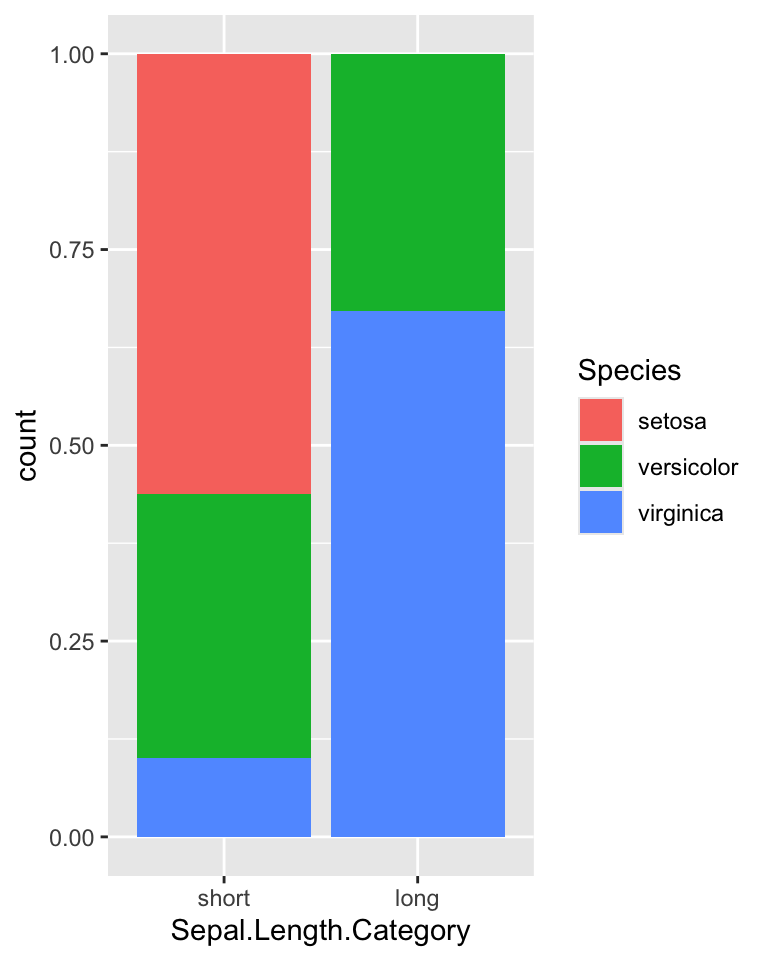 1.00
0.75
0.50
0.25
0.00
count
short long
Sepal.Length.Category
Species
setosa
versicolor
virginica